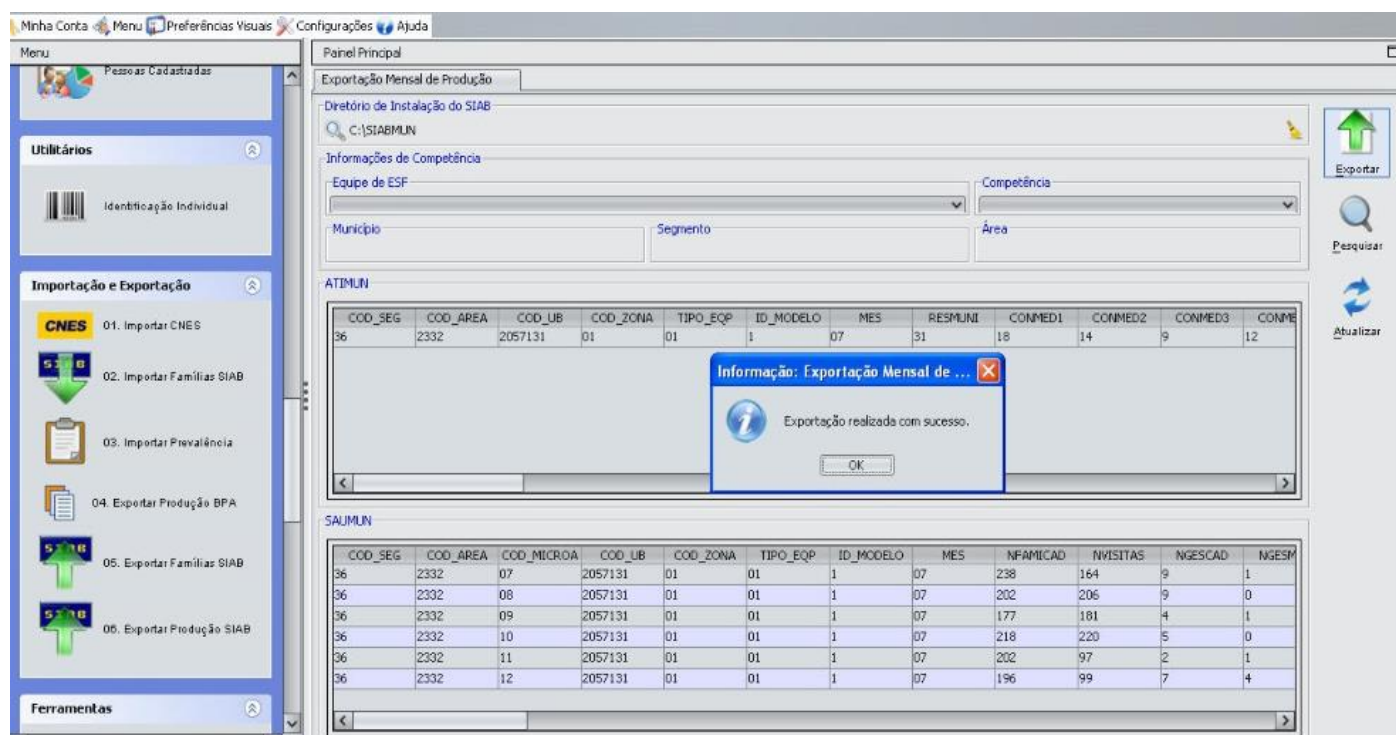 Minha Conta Menu Preferências Visuais Configurações Ajuda
Menu
Pessoas Cadastradas
Utilitários
Identificação Individual
Importação e Exportação
CNES 01. Importar CNES
SIAB 02. Importar Famílias SIAB
03. Importar Prevalência
04. Exportar Produção BPA
SIAB 05. Exportar Famílias SIAB
SIAB 06. Exportar Produção SIAB
Ferramentas
Painel Principal
Exportação Mensal de Produção
Diretório de Instalação do SIAB
C:\SIABMUN
Informações de Competência
Equipe de ESF Competência
Município Segmento Área
ATIMUN
COD_SEG COD_AREA COD_UB COD_ZONA TIPO_EQP ID_MODELO MES RESMUNI CONMED1 CONMED2 CONMED3 CONME
36 2332 2057131 01 01 1 07 31 18 14 9 12
Informação: Exportação Mensal de ...
Exportação realizada com sucesso.
OK
SAUMUN
COD_SEG COD_AREA COD_MICROA COD_UB COD_ZONA TIPO_EQP ID_MODELO MES NFAMICAD NVISITAS NGESCAD NGESM
36 2332 07 2057131 01 01 1 07 238 164 9 1
36 2332 08 2057131 01 01 1 07 202 206 9 0
36 2332 09 2057131 01 01 1 07 177 181 4 1
36 2332 10 2057131 01 01 1 07 218 220 5 0
36 2332 11 2057131 01 01 1 07 202 97 2 1
36 2332 12 2057131 01 01 1 07 196 99 7 4
Exportar
Pesquisar
Atualizar